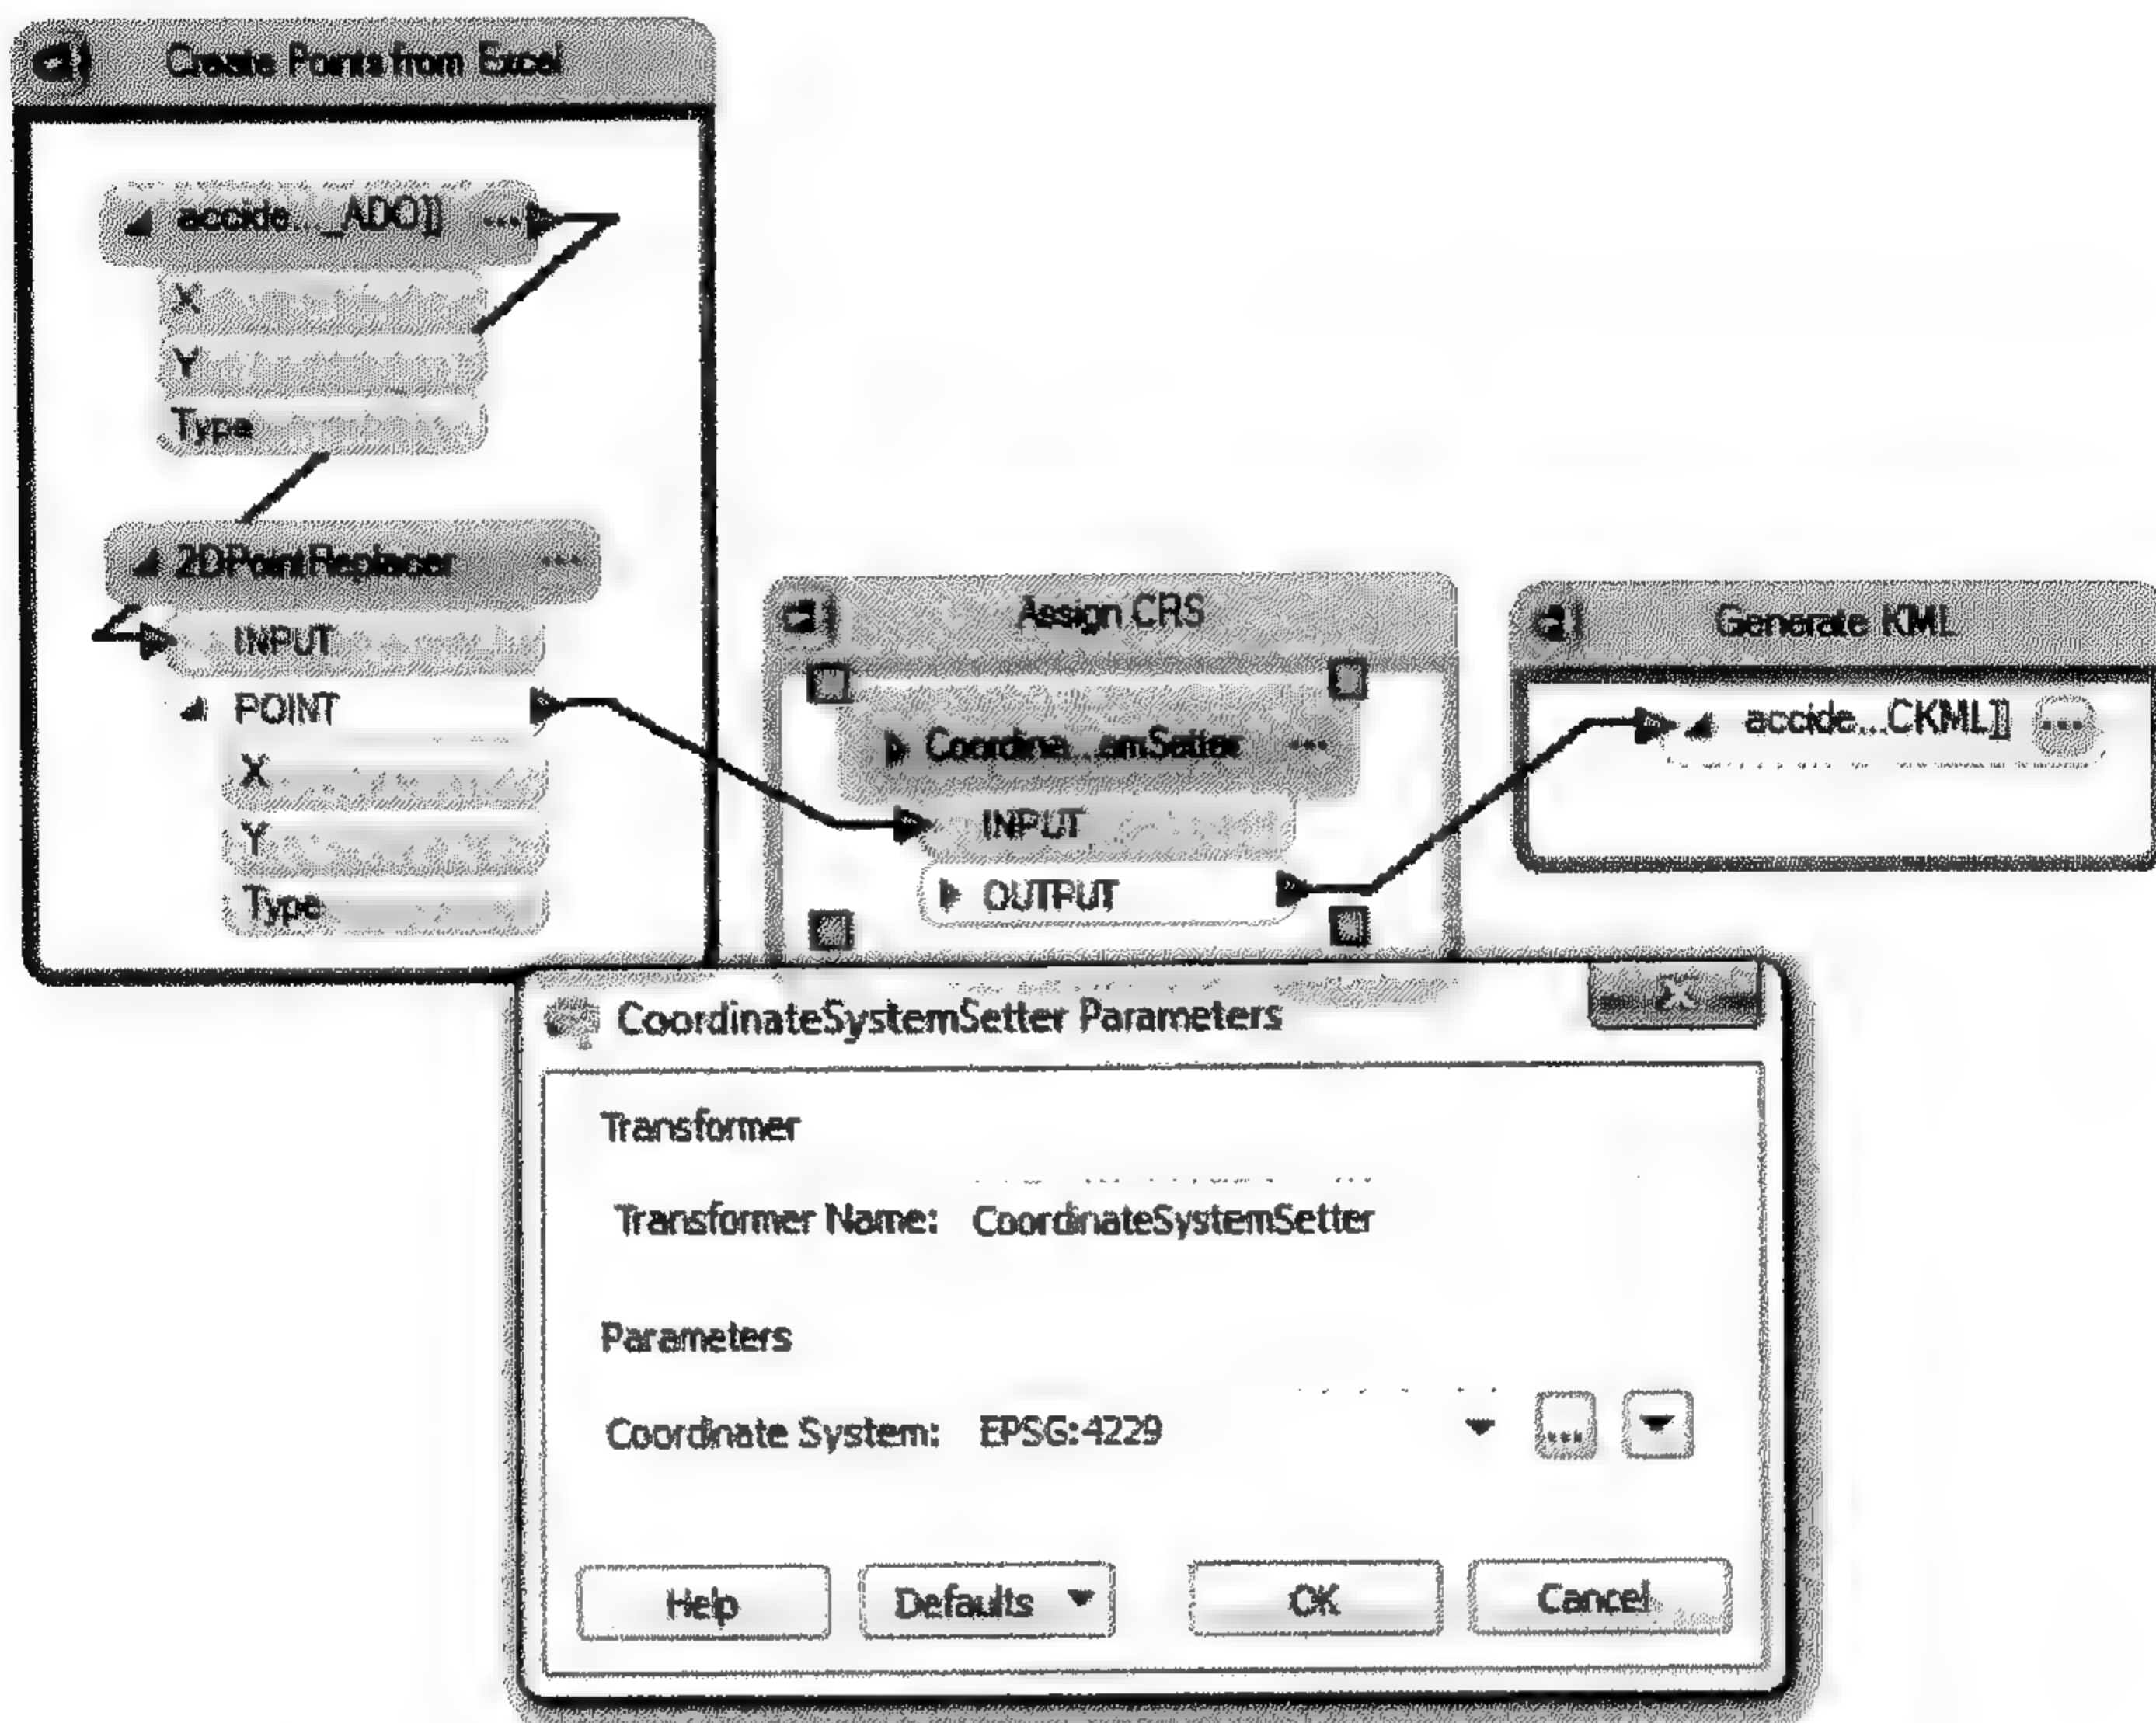 Create Points from Excel
accide..._ADO]]
X
Y
Type
2DPointReplacer
INPUT
POINT
X
Y
Type
Assign CRS
Coordina...emSetter
INPUT
OUTPUT
Generate KML
accide...CKML]]
CoordinateSystemSetter Parameters
Transformer
Transformer Name: CoordinateSystemSetter
Parameters
Coordinate System: EPSG:4229
Help Defaults OK Cancel